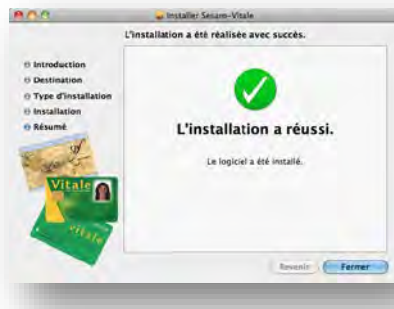 Installer Sesam-Vitale
L'installation a été réalisée avec succès.
Introduction
Destination
Type d'installation
Installation
Résumé
L'installation a réussi.
Le logiciel a été installé.
Vitale
vitale
Revenir
Fermer